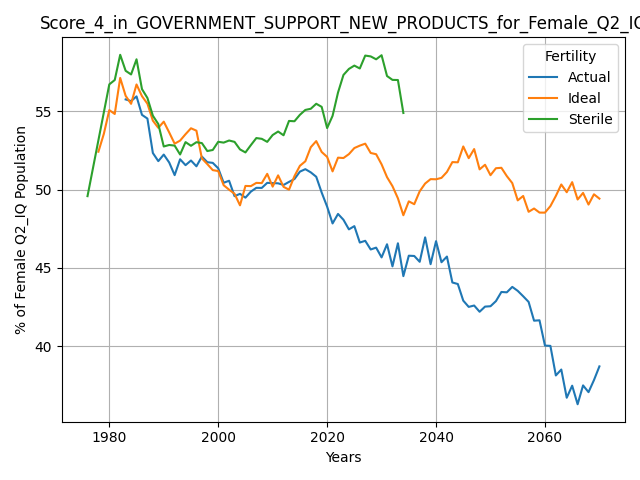 Score_4_in_GOVERNMENT_SUPPORT_NEW_PRODUCTS_for_Female_Q2_IQ
Fertility
Actual
Ideal
Sterile
% of Female Q2_IQ Population
55
50
45
40
1980
2000
2020
2040
2060
Years